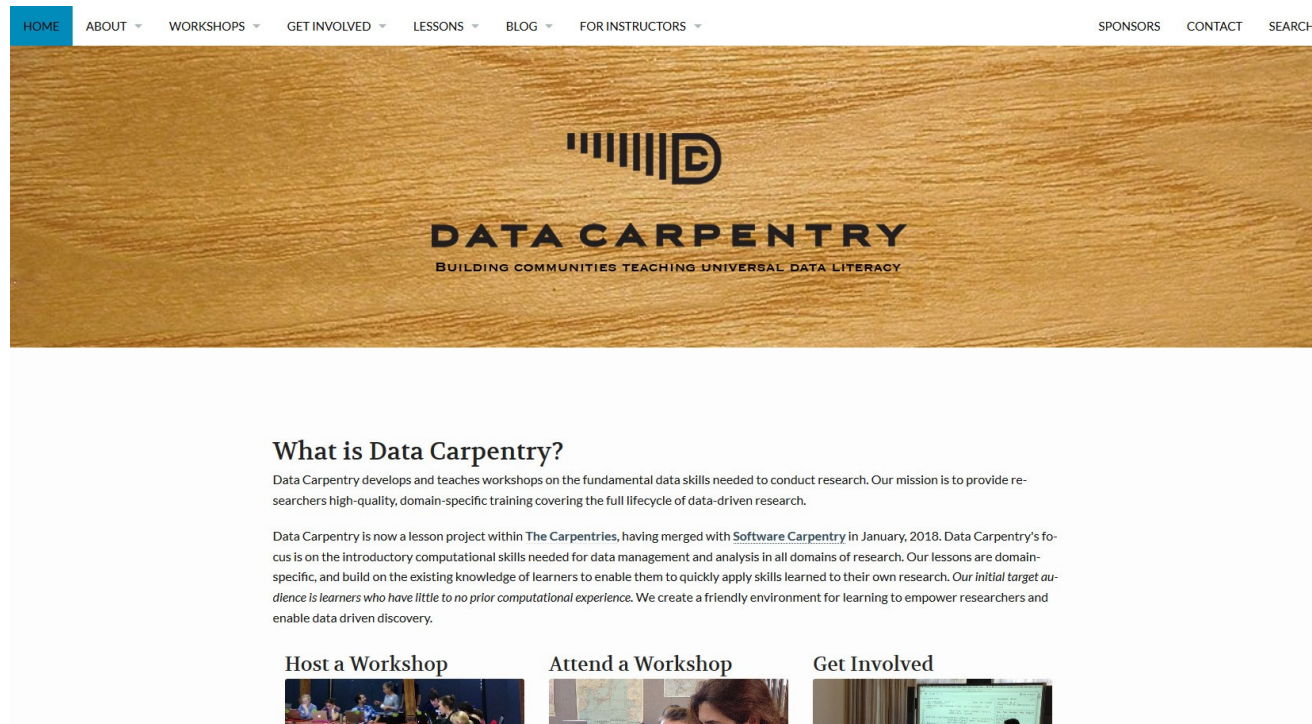 HOME ABOUT WORKSHOPS GET INVOLVED LESSONS BLOG FOR INSTRUCTORS SPONSORS CONTACT SEARCH
DC
DATA CARPENTRY
BUILDING COMMUNITIES TEACHING UNIVERSAL DATA LITERACY
What is Data Carpentry?
Data Carpentry develops and teaches workshops on the fundamental data skills needed to conduct research. Our mission is to provide re-
searchers high-quality, domain-specific training covering the full lifecycle of data-driven research.
Data Carpentry is now a lesson project within The Carpentries, having merged with Software Carpentry in January, 2018. Data Carpentry's fo-
cus is on the introductory computational skills needed for data management and analysis in all domains of research. Our lessons are domain-
specific, and build on the existing knowledge of learners to enable them to quickly apply skills learned to their own research. Our initial target au-
dience is learners who have little to no prior computational experience. We create a friendly environment for learning to empower researchers and
enable data driven discovery.
Host a Workshop Attend a Workshop Get Involved